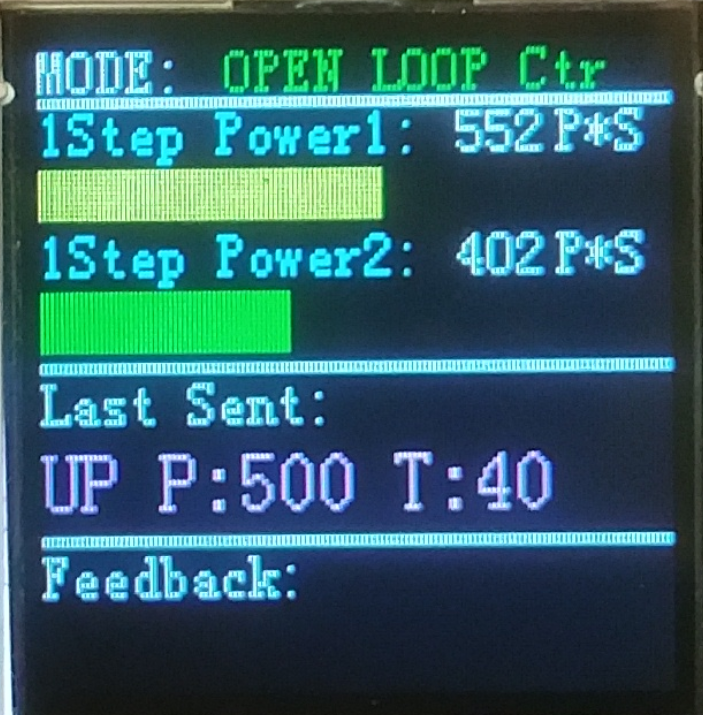 MODE: OPEN LOOP Ctr
1Step Power1: 552P*S
1Step Power2: 402P*S
Last Sent:
UP P:500 T:40
Feedback: